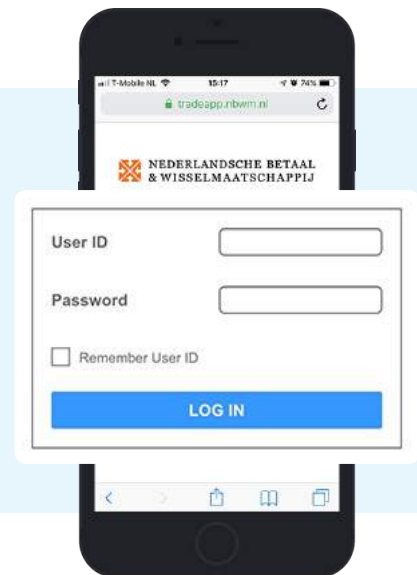 T-Mobile NL 15:17 74%
tradeapp.nbwm.nl
NEDERLANDSCHE BETAAL
& WISSELMAATSCHAPPIJ
User ID
Password
Remember User ID
LOG IN